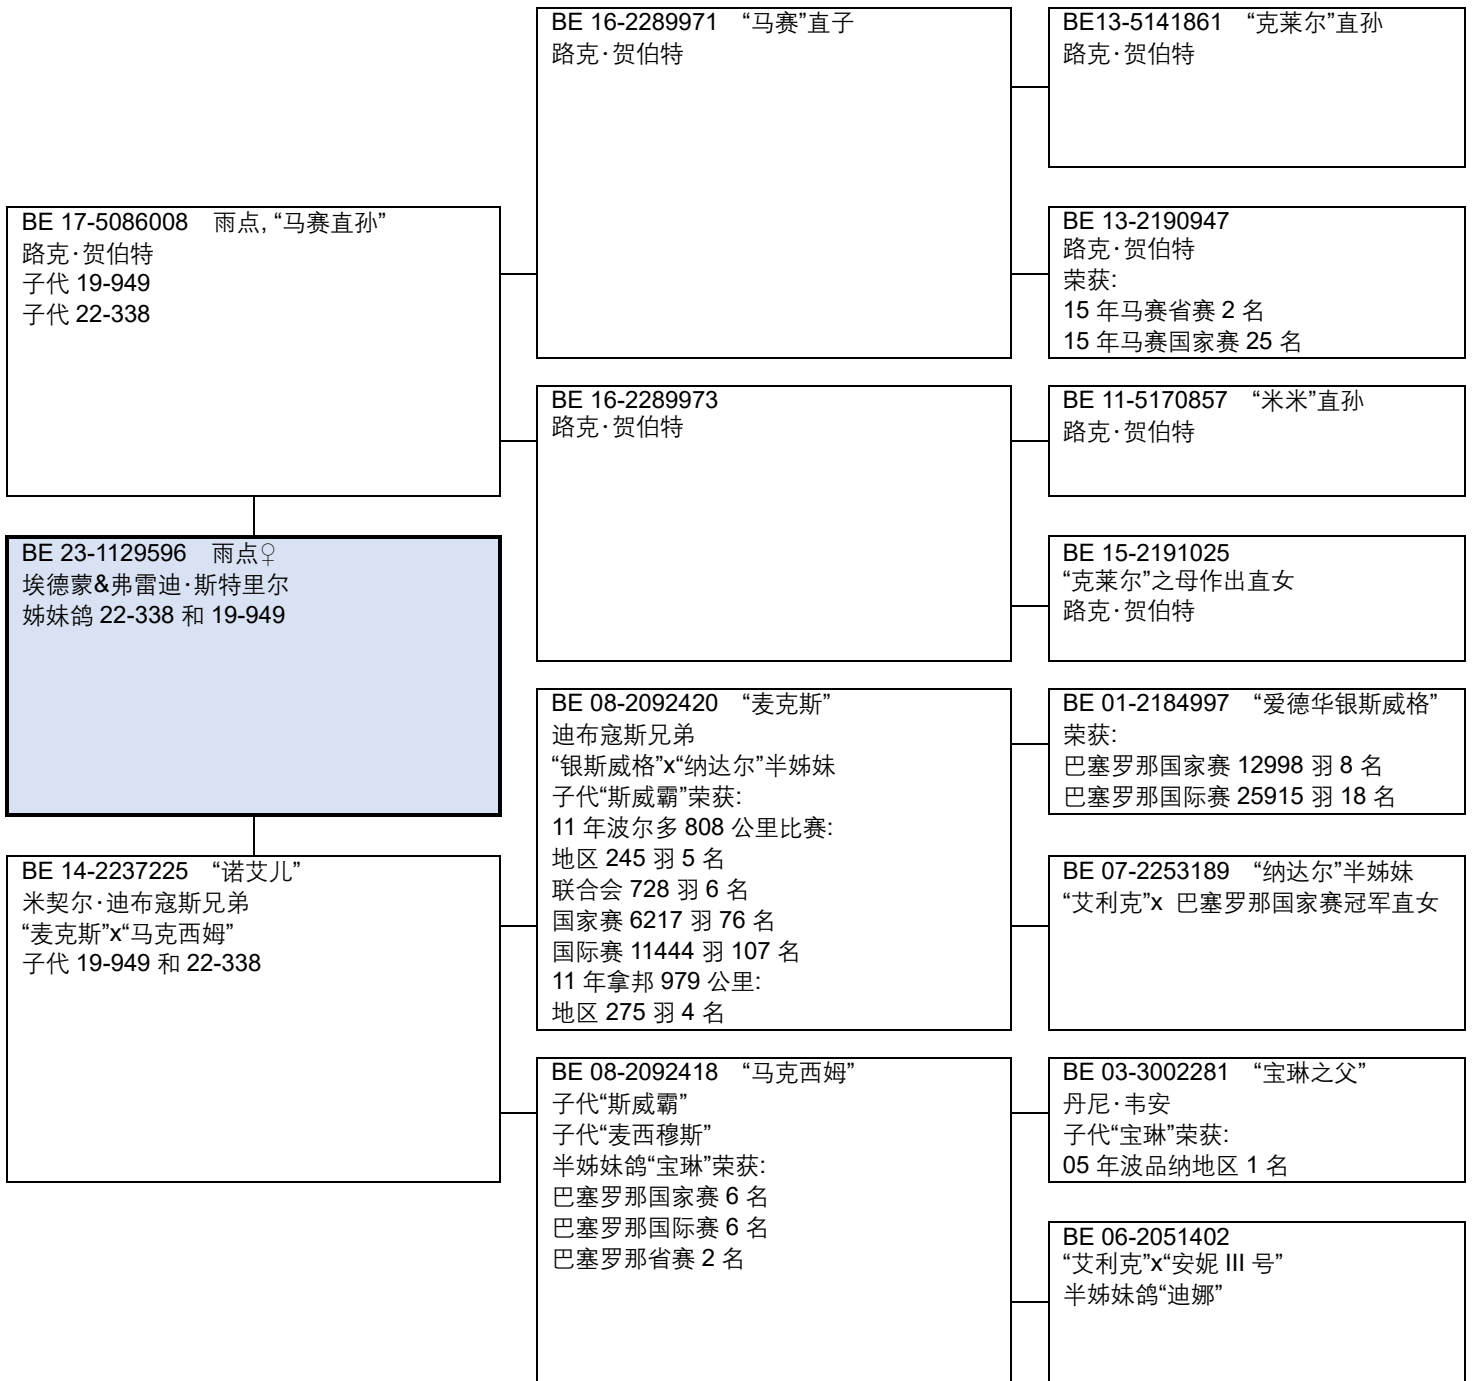 BE 16-2289971 “马赛”直子
路克·贺伯特
BE13-5141861 “克莱尔”直孙
路克·贺伯特
BE 17-5086008 雨点, “马赛直孙”
路克·贺伯特
子代 19-949
子代 22-338
BE 13-2190947
路克·贺伯特
荣获:
15 年马赛省赛 2 名
15 年马赛国家赛 25 名
BE 16-2289973
路克·贺伯特
BE 11-5170857 “米米”直孙
路克·贺伯特
BE 23-1129596 雨点♀
埃德蒙&弗雷迪·斯特里尔
姊妹鸽 22-338 和 19-949
BE 15-2191025
“克莱尔”之母作出直女
路克·贺伯特
BE 08-2092420 “麦克斯”
迪布寇斯兄弟
“银斯威格”x“纳达尔”半姊妹
子代“斯威霸”荣获:
11 年波尔多 808 公里比赛:
地区 245 羽 5 名
联合会 728 羽 6 名
国家赛 6217 羽 76 名
国际赛 11444 羽 107 名
11 年拿邦 979 公里:
地区 275 羽 4 名
BE 01-2184997 “爱德华银斯威格”
荣获:
巴塞罗那国家赛 12998 羽 8 名
巴塞罗那国际赛 25915 羽 18 名
BE 14-2237225 “诺艾儿”
米契尔·迪布寇斯兄弟
“麦克斯”x“马克西姆”
子代 19-949 和 22-338
BE 07-2253189 “纳达尔”半姊妹
“艾利克”x 巴塞罗那国家赛冠军直女
BE 08-2092418 “马克西姆”
子代“斯威霸”
子代“麦西穆斯”
半姊妹鸽“宝琳”荣获:
巴塞罗那国家赛 6 名
巴塞罗那国际赛 6 名
巴塞罗那省赛 2 名
BE 03-3002281 “宝琳之父”
丹尼·韦安
子代“宝琳”荣获:
05 年波品纳地区 1 名
BE 06-2051402
“艾利克”x“安妮 III 号”
半姊妹鸽“迪娜”